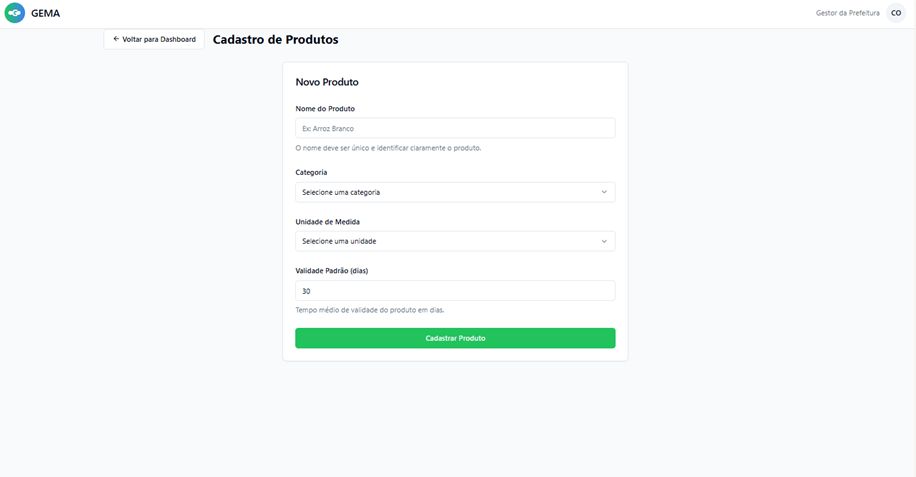 GEMA
Gestor da Prefeitura CO
← Voltar para Dashboard Cadastro de Produtos
Novo Produto
Nome do Produto
Ex: Arroz Branco
O nome deve ser único e identificar claramente o produto.
Categoria
Selecione uma categoria
Unidade de Medida
Selecione uma unidade
Validade Padrão (dias)
30
Tempo médio de validade do produto em dias.
Cadastrar Produto